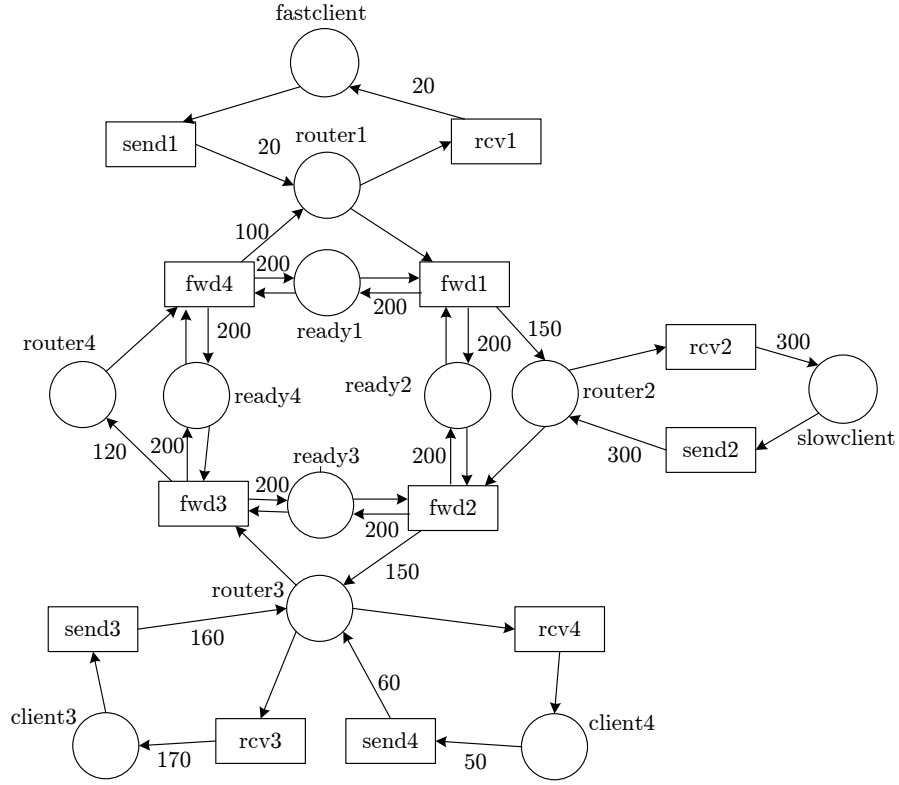 fastclient
20
send1
20
router1
rcv1
100
200
fwd4
fwd1
200
ready1
150
router4
200
200
rcv2
300
ready4
ready2
router2
slowclient
120
200
ready3
200
send2
300
200
fwd3
fwd2
200
150
router3
send3
160
rcv4
60
client3
rcv3
170
send4
50
client4